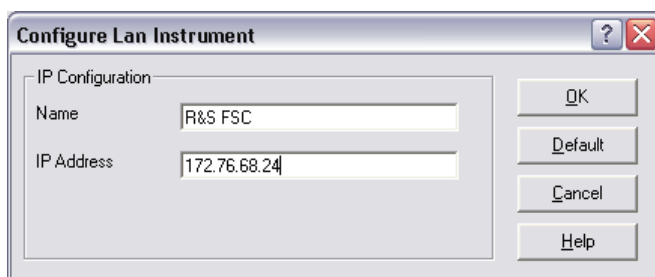 Configure Lan Instrument
IP Configuration
Name
R&S FSC
IP Address
172.76.68.24
OK
Default
Cancel
Help